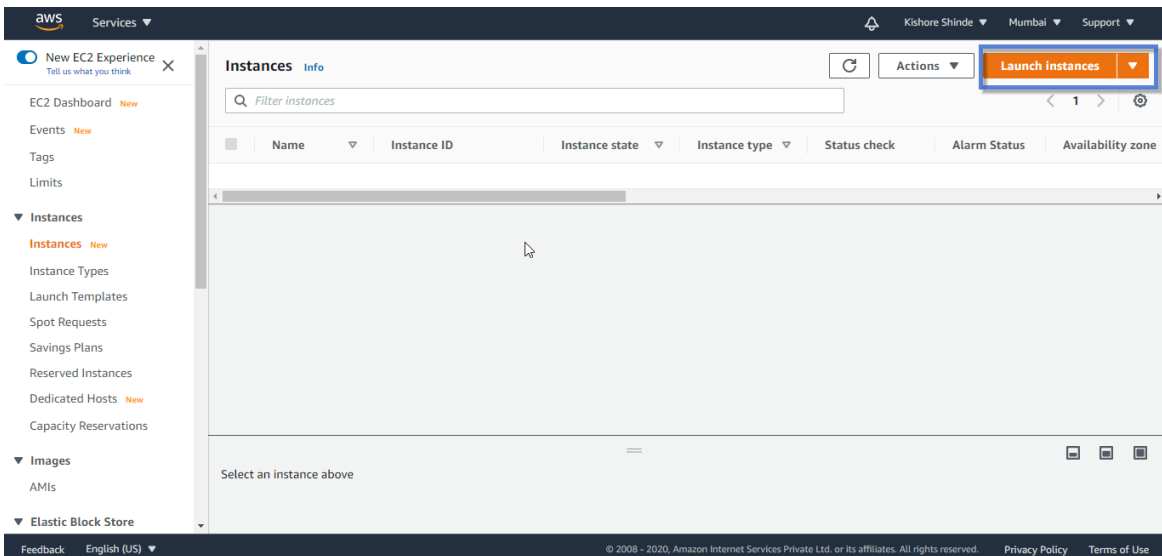 aws Services ▼ Kishore Shinde ▼ Mumbai ▼ Support ▼
New EC2 Experience
Tell us what you think
EC2 Dashboard New
Events New
Tags
Limits
▼ Instances
Instances New
Instance Types
Launch Templates
Spot Requests
Savings Plans
Reserved Instances
Dedicated Hosts New
Capacity Reservations
▼ Images
AMIs
▼ Elastic Block Store
Instances Info
Actions ▼
Launch instances ▼
Filter instances
< 1 >
Name Instance ID Instance state Instance type Status check Alarm Status Availability zone
Select an instance above
Feedback English (US) ▼ © 2008 - 2020, Amazon Internet Services Private Ltd. or its affiliates. All rights reserved. Privacy Policy Terms of Use